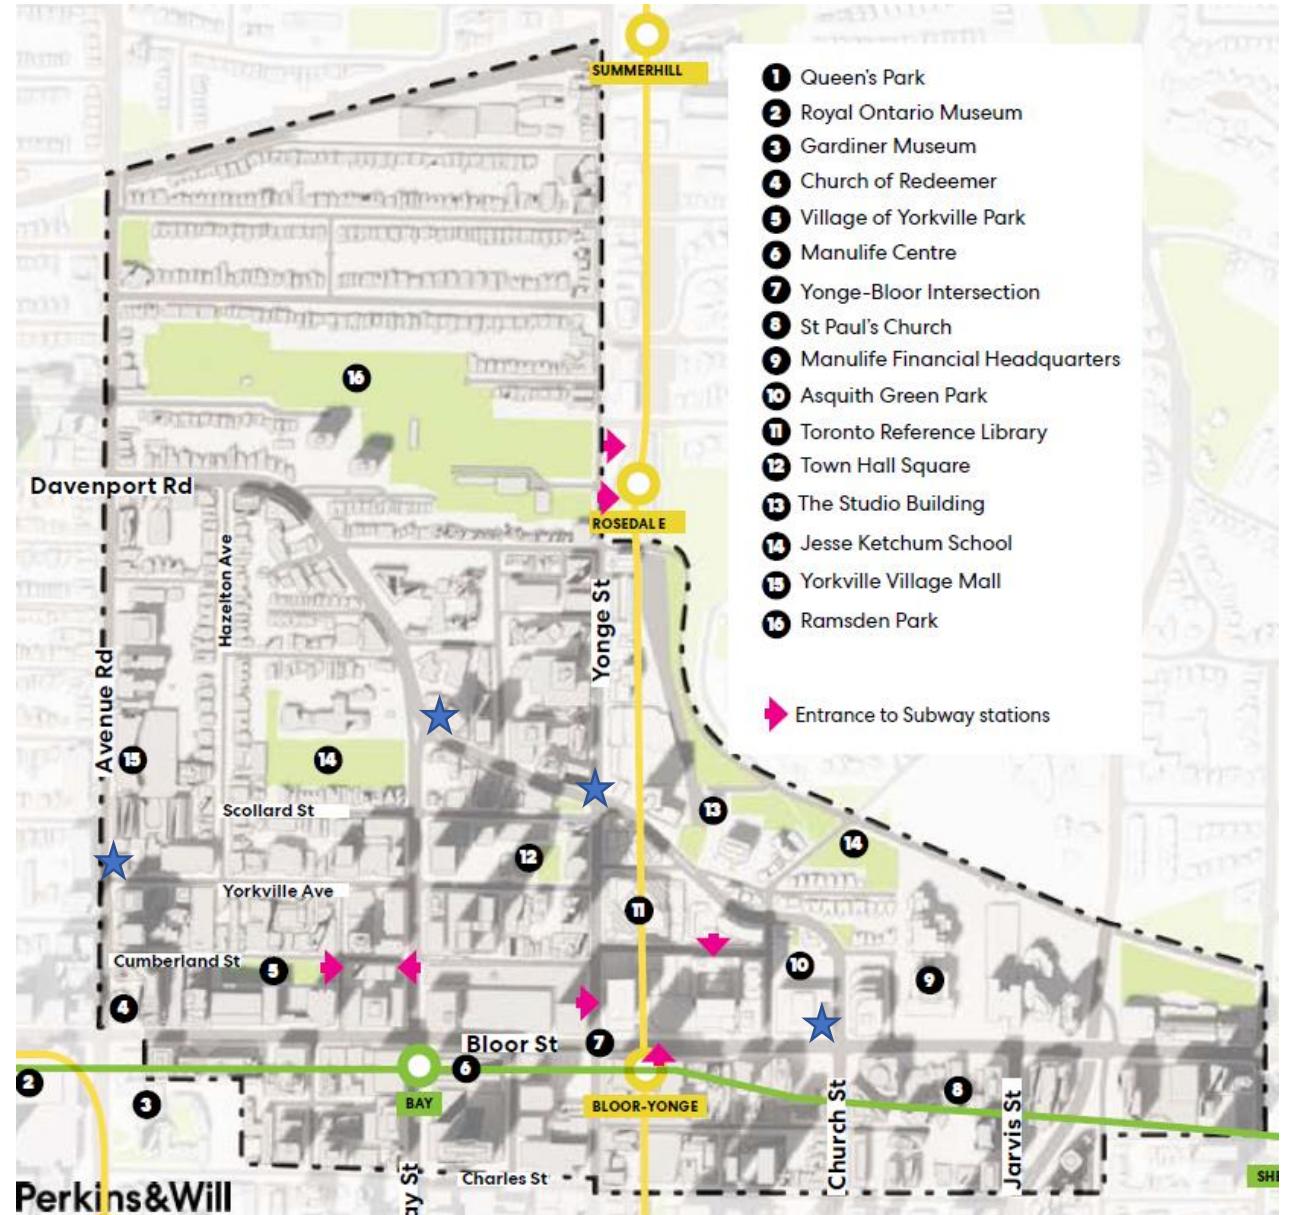 SUMMERHILL
1 Queen's Park
2 Royal Ontario Museum
3 Gardiner Museum
4 Church of Redeemer
5 Village of Yorkville Park
6 Manulife Centre
7 Yonge-Bloor Intersection
8 St Paul's Church
9 Manulife Financial Headquarters
10 Asquith Green Park
11 Toronto Reference Library
12 Town Hall Square
13 The Studio Building
14 Jesse Ketchum School
15 Yorkville Village Mall
16 Ramsden Park
Entrance to Subway stations
16
Davenport Rd
ROSEDALE
Hazelton Ave
Yonge St
Avenue Rd
15
14
13
Scollard St
14
12
Yorkville Ave
11
Cumberland St
5
10
9
4
Bloor St
7
6
2
3
BAY
BLOOR-YONGE
8
Church St
Jarvis St
Charles St
ay St
SHE
Perkins&Will